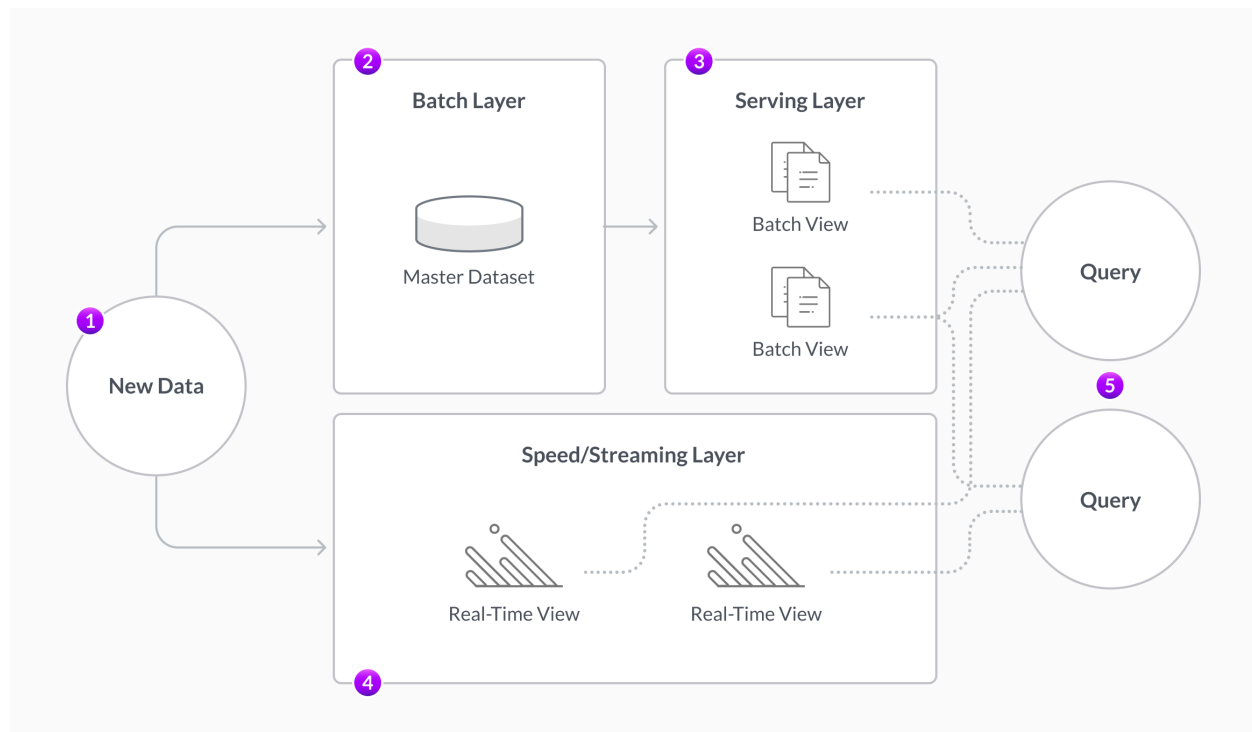 2
Batch Layer
Master Dataset
3
Serving Layer
Batch View
Batch View
1
New Data
Speed/Streaming Layer
Real-Time View
Real-Time View
4
Query
5
Query